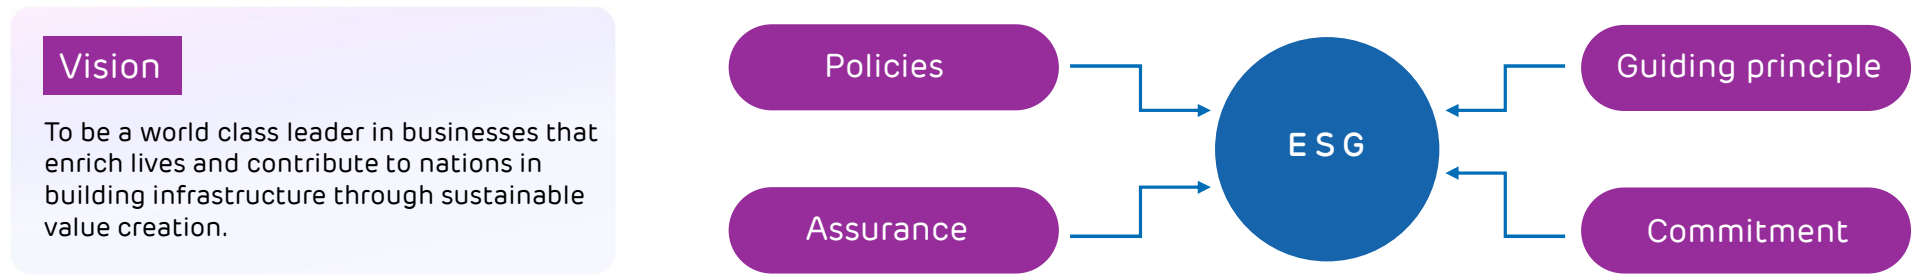 Vision
To be a world class leader in businesses that
enrich lives and contribute to nations in
building infrastructure through sustainable
value creation.
Policies
Assurance
ESG
Guiding principle
Commitment